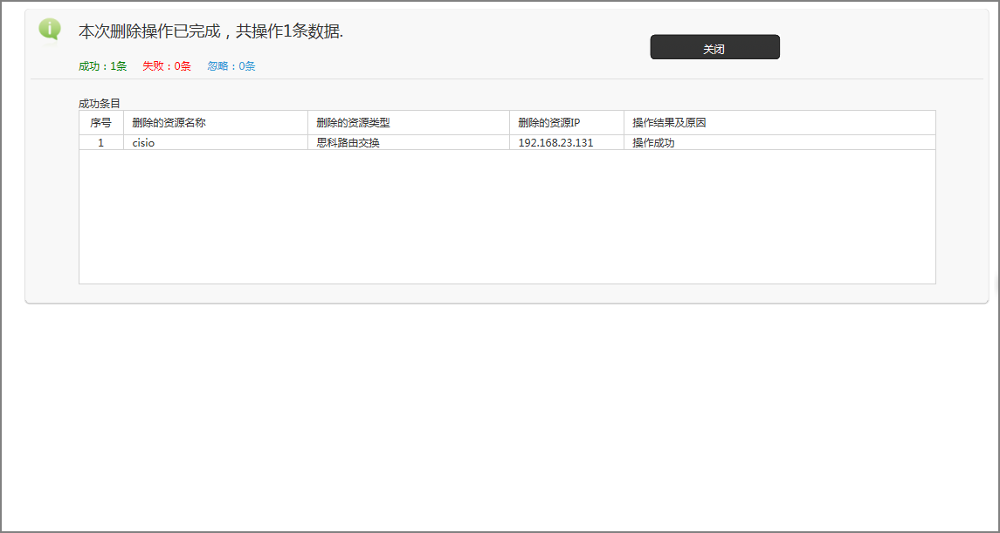 本次删除操作已完成，共操作1条数据.
关闭
成功：1条 失败：0条 忽略：0条
成功条目
序号 删除的资源名称 删除的资源类型 删除的资源IP 操作结果及原因
1 cisio 思科路由交换 192.168.23.131 操作成功